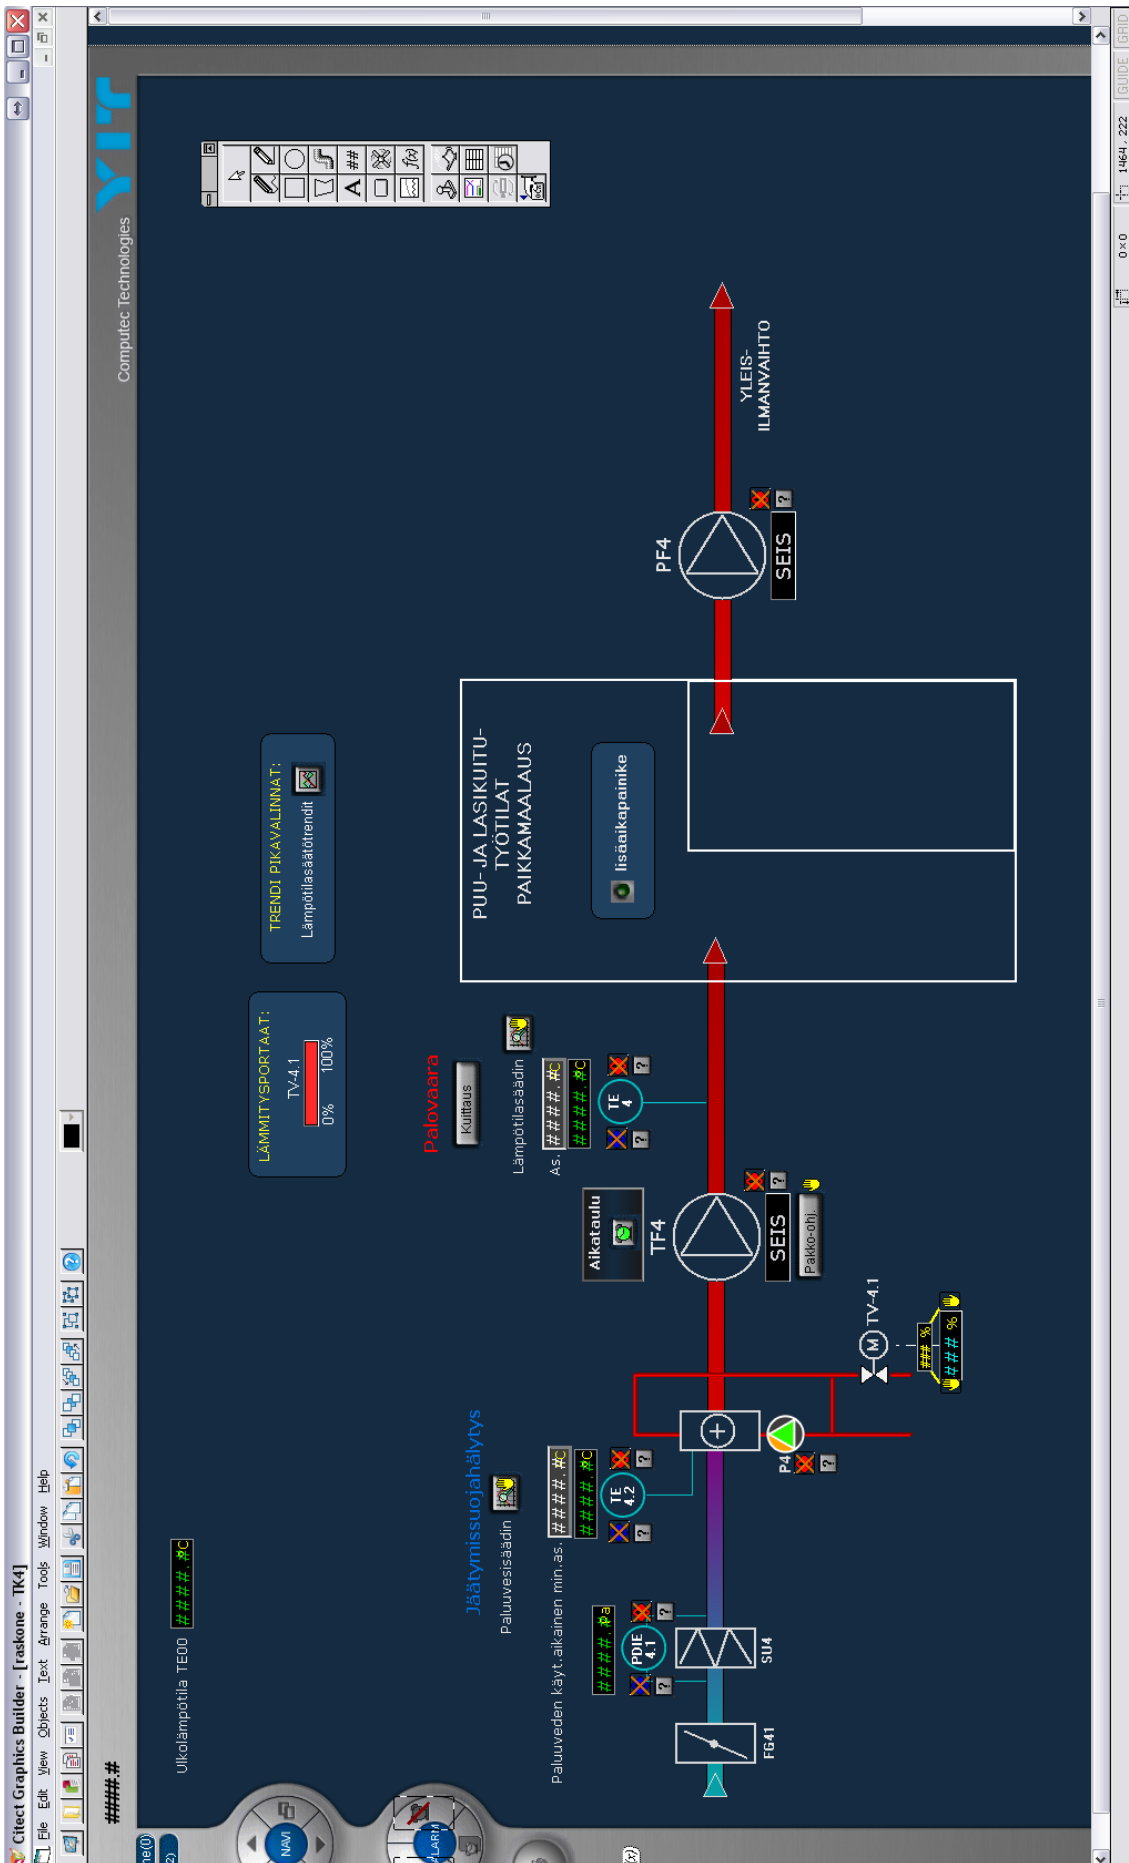 Citect Graphics Builder - [raskone - TK4]
File Edit View Objects Text Arrange Tools Window Help
####.#
Computec Technologies
YIT
NAVI
Ulkolämpötila TE00
####.#°C
LÄMMITYSPORTAAT:
TV-4.1
0% 100%
TRENDI PIKAVALINNAT:
Lämpötilasäätötrendit
Palovaara
Kuittaus
Jäätymissuojahälytys
Paluuvesisäädin
Lämpötilasäädin
Paluuveden käyt.aikainen min.as.
####.#°C
####.#°C
As.
####.#°C
####.#°C
PUU- JA LASIKUITU-
TYÖTILAT
PAIKKAMAALAUS
lisäaikapainike
####.#Pa
PDIE
4.1
TE
4.2
TE
4
Aikataulu
TF4
PF4
FG41
SU4
P4
SEIS
Pakko-ohj.
SEIS
YLEIS-
ILMANVAIHTO
M
TV-4.1
### %
### %
0 x 0
1464, 222
GUIDE
GRID